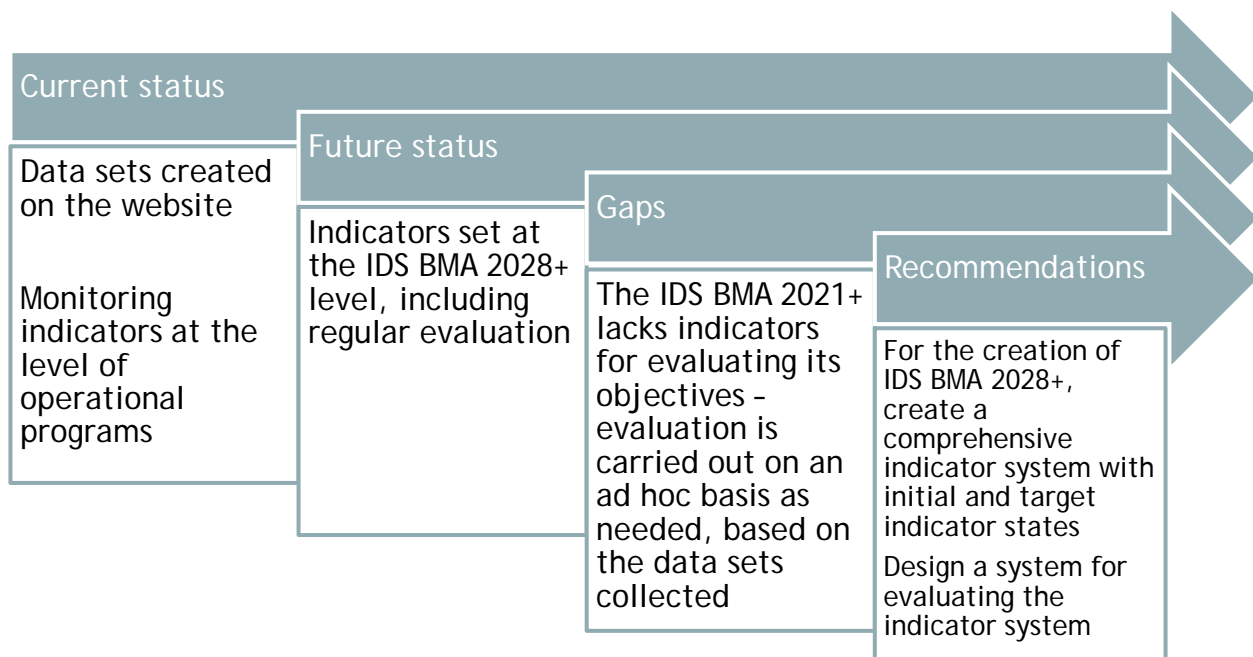 Current status
Data sets created
on the website
Monitoring
indicators at the
level of
operational
programs
Future status
Indicators set at
the IDS BMA 2028+
level, including
regular evaluation
Gaps
The IDS BMA 2021+
lacks indicators
for evaluating its
objectives –
evaluation is
carried out on an
ad hoc basis as
needed, based on
the data sets
collected
Recommendations
For the creation of
IDS BMA 2028+,
create a
comprehensive
indicator system with
initial and target
indicator states
Design a system for
evaluating the
indicator system